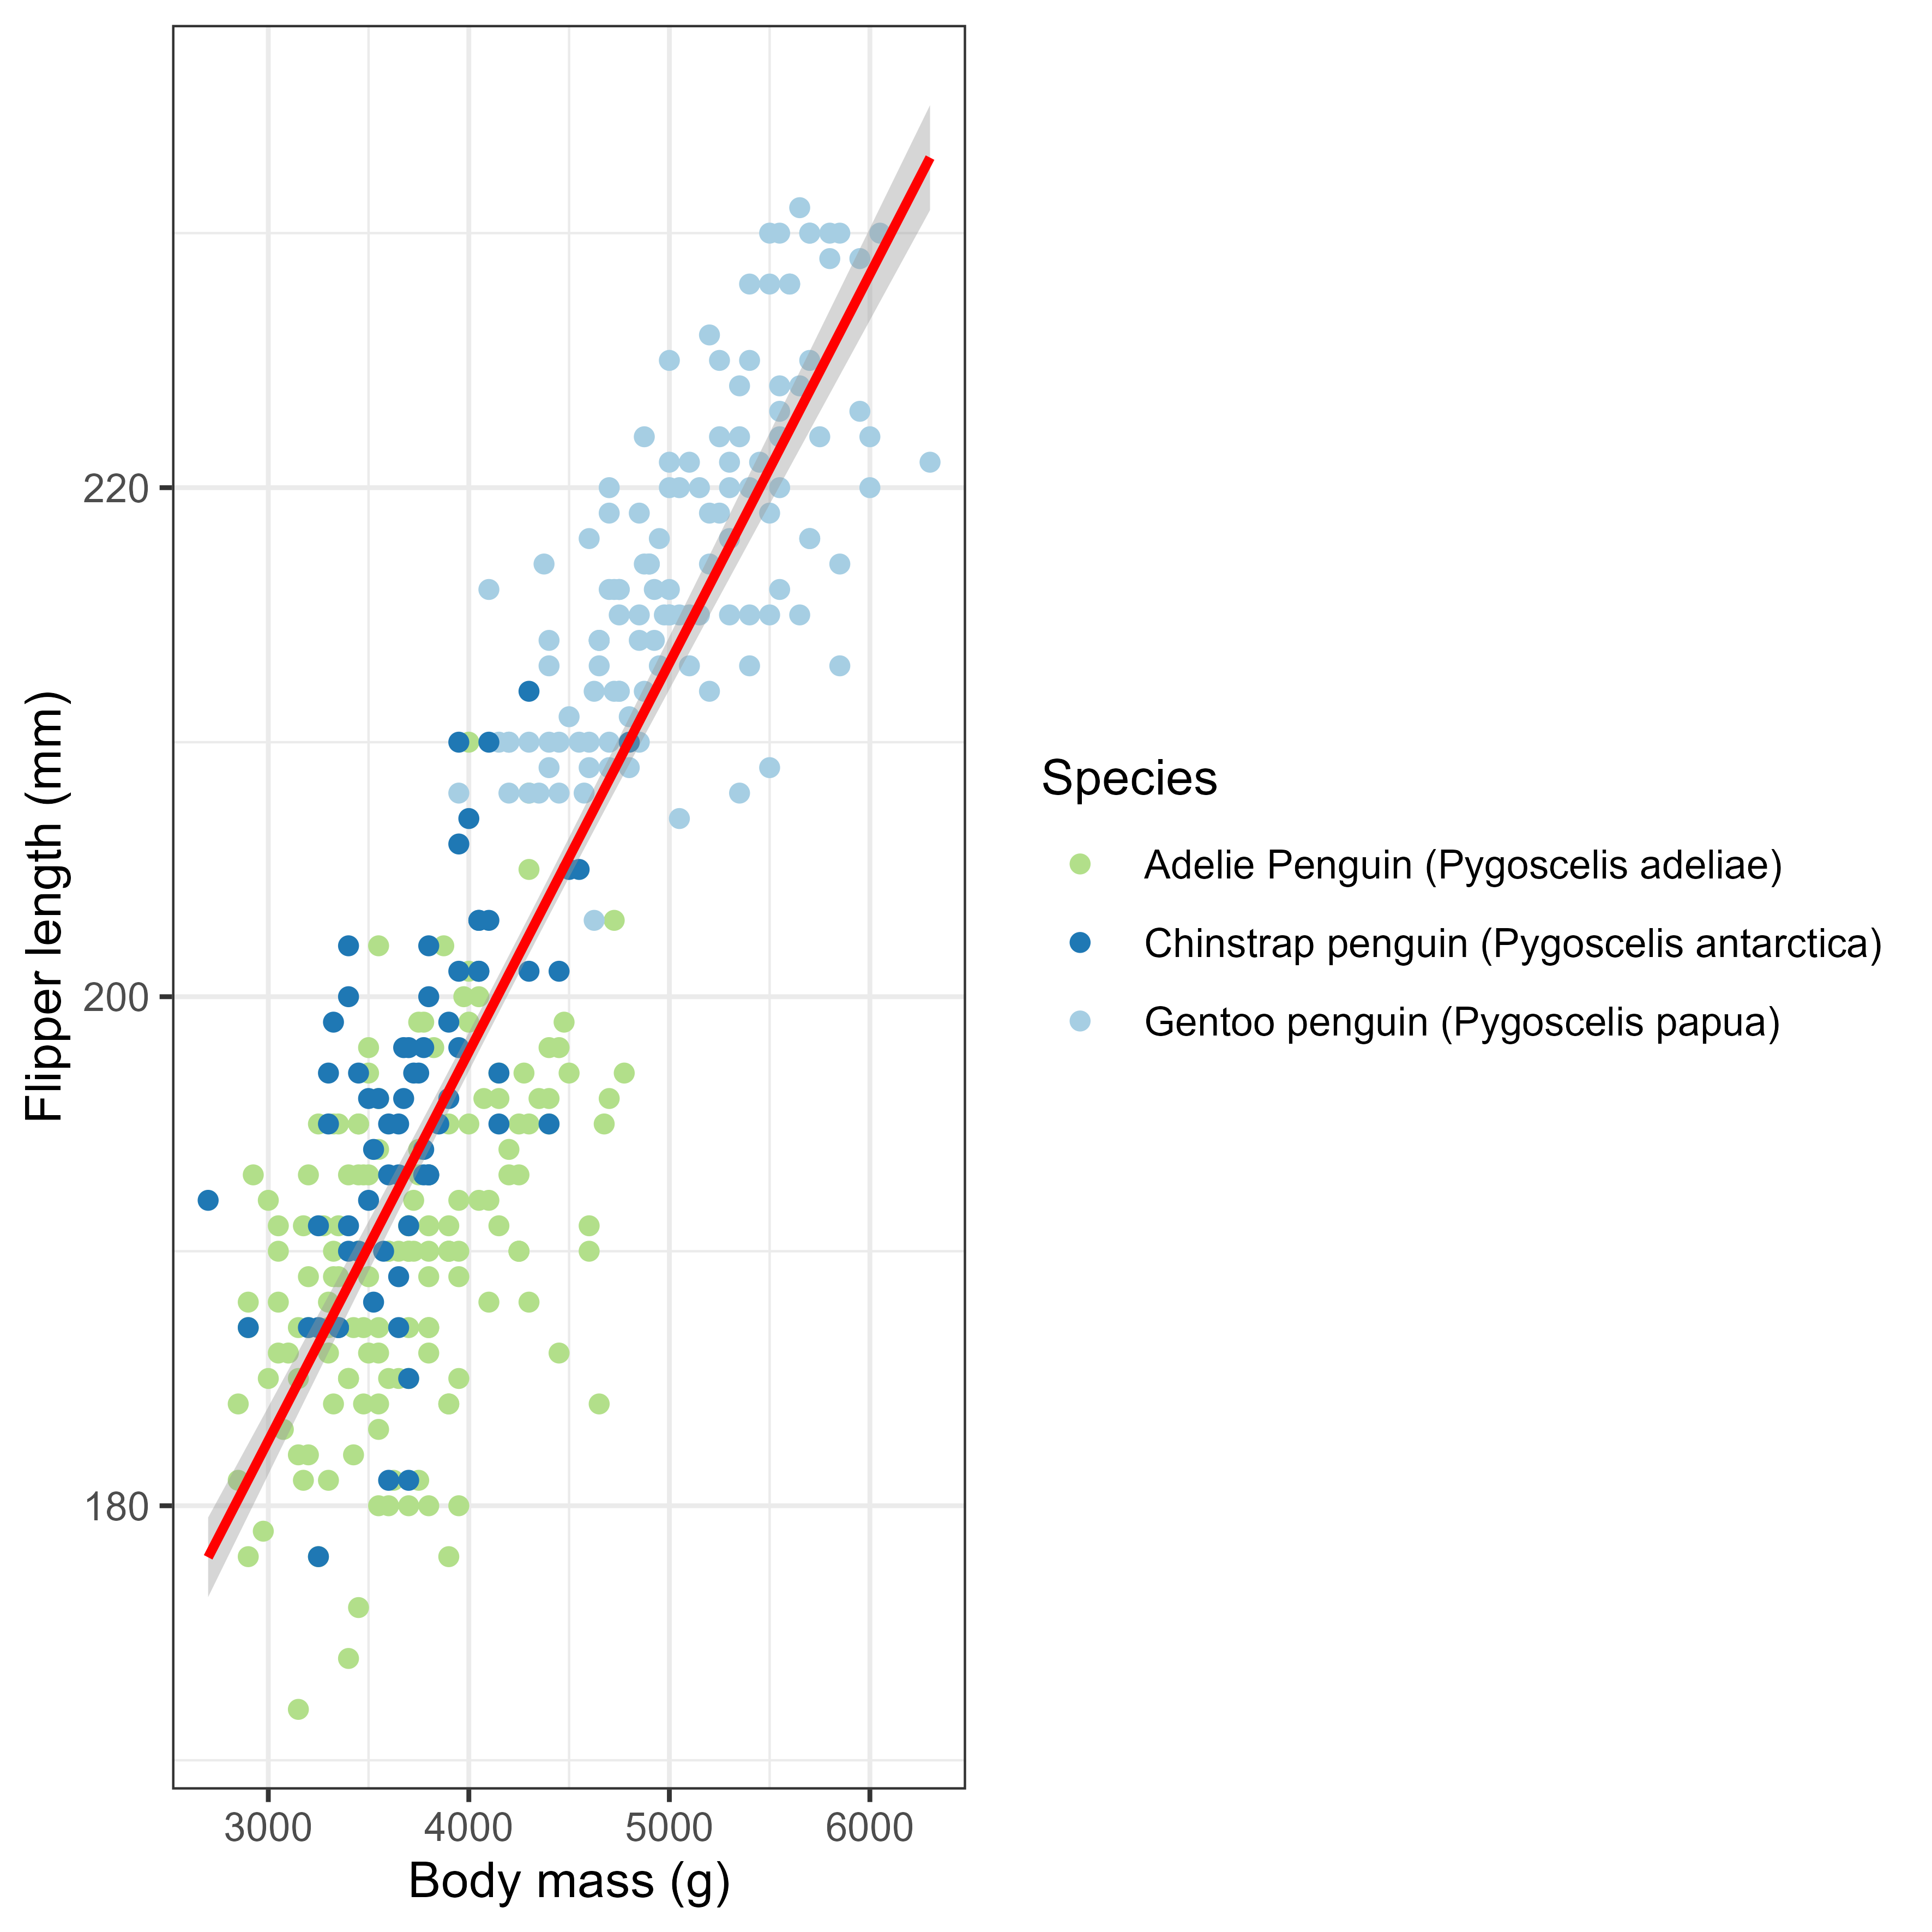 220
200
180
Flipper length (mm)
3000 4000 5000 6000
Body mass (g)
Species
Adelie Penguin (Pygoscelis adeliae)
Chinstrap penguin (Pygoscelis antarctica)
Gentoo penguin (Pygoscelis papua)